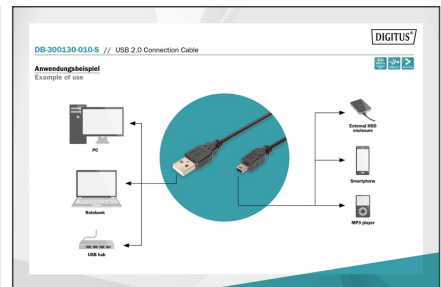 DIGITUS®
DB-300130-010-S // USB 2.0 Connection Cable
Anwendungsbeispiel
Example of use
PC
Notebook
USB hub
External HDD
enclosure
Smartphone
MP3 player